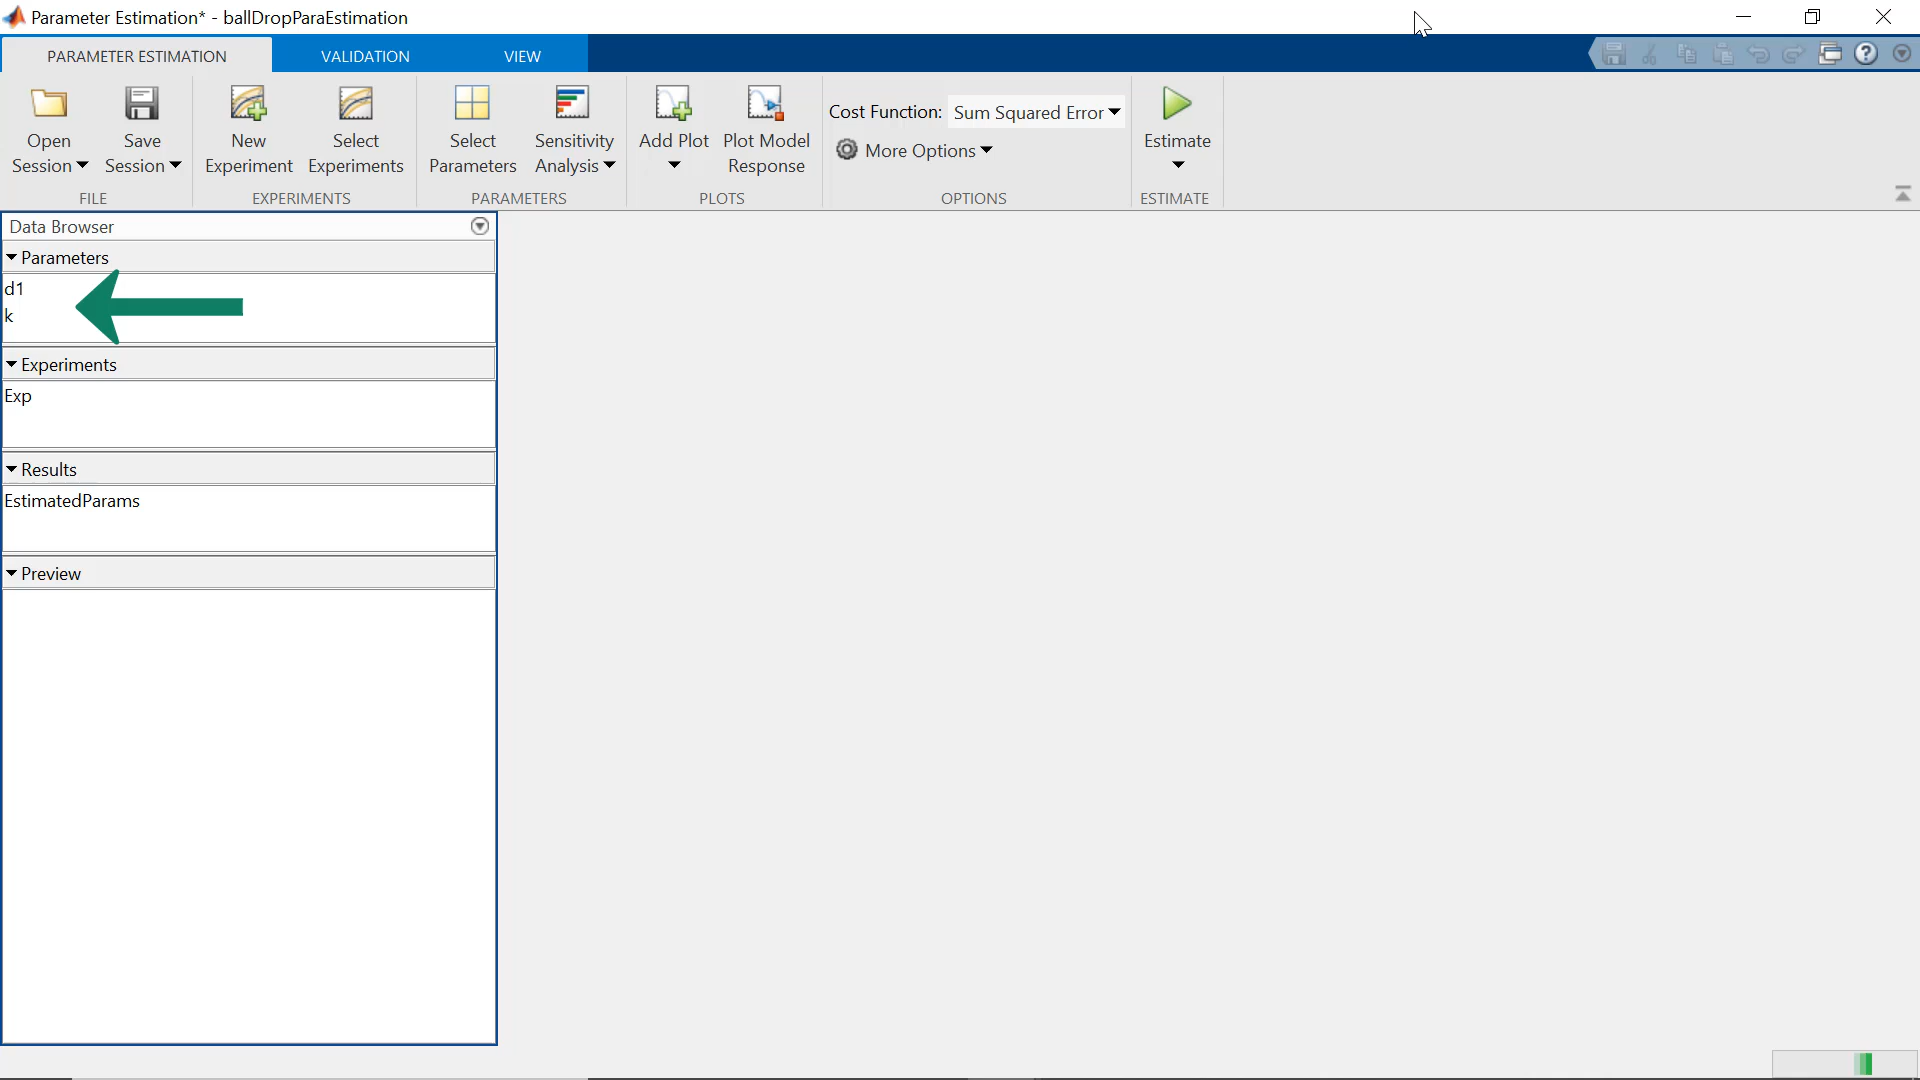 Parameter Estimation* - ballDropParaEstimation
PARAMETER ESTIMATION VALIDATION VIEW
Open Session
Save Session
New Experiment
Select Experiments
Select Parameters
Sensitivity Analysis
Add Plot
Plot Model Response
Cost Function: Sum Squared Error
More Options
Estimate
FILE EXPERIMENTS PARAMETERS PLOTS OPTIONS ESTIMATE
Data Browser
Parameters
d1
k
Experiments
Exp
Results
EstimatedParams
Preview